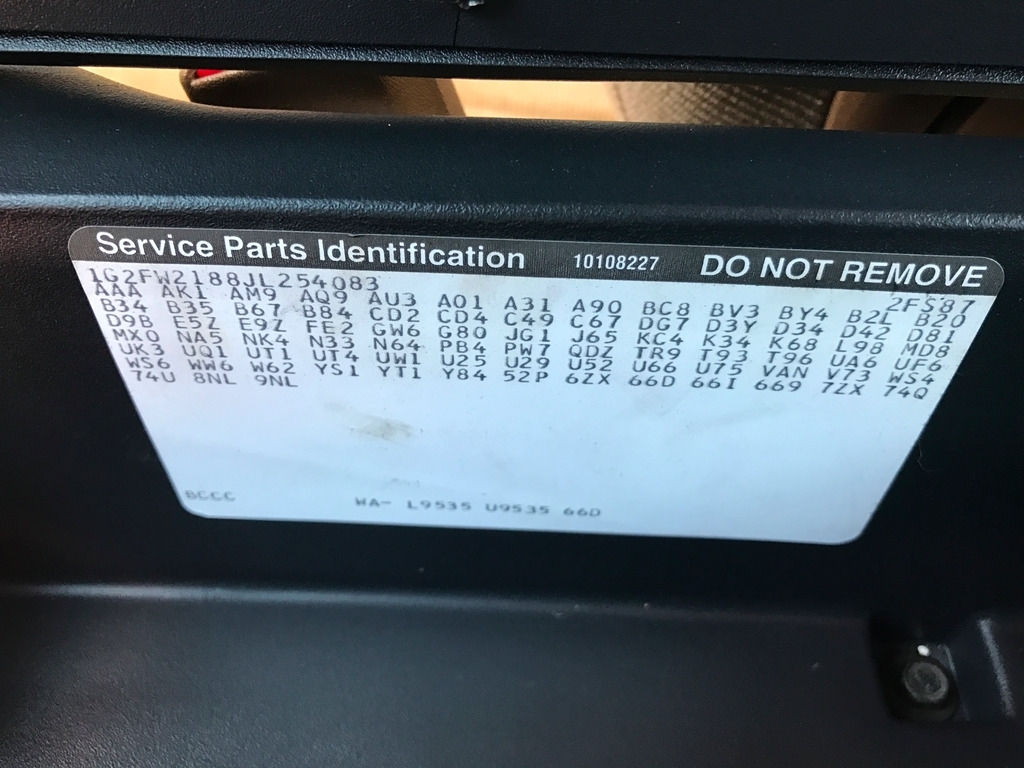 Service Parts Identification 10108227 DO NOT REMOVE
1G2FW2188JL254083 2FS87
AAA AK1 AM9 AQ9 AU3 A01 A31 A90 BC8 BV3 BY4 B2L B20
B34 B35 B67 B84 CD2 CD4 C49 C67 DG7 D3Y D34 D42 D81
D9B E5Z E9Z FE2 GW6 G80 JG1 J65 KC4 K34 K68 L98 MD8
MX0 NA5 NK4 N33 N64 PB4 PW7 QDZ TR9 T93 T96 UA6 UF6
UK3 UQ1 UT1 UT4 UW1 U25 U29 U52 U66 U75 VAN V73 WS4
WS6 WW6 W62 YS1 YT1 Y84 52P 6ZX 66D 66I 669 7ZX 74Q
74U 8NL 9NL
BCCC WA- L9535 U9535 66D